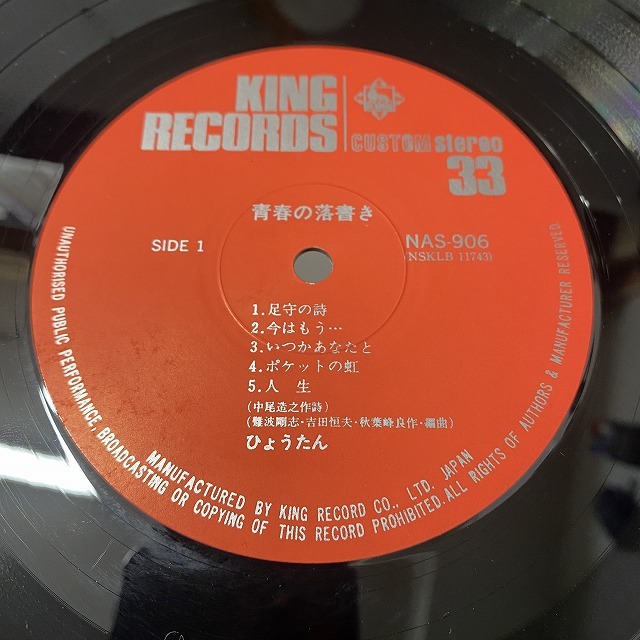 KING
RECORDS
CUSTOM stereo
33
青春の落書き
SIDE 1
NAS-906
(NSKLB 11743)
1.足守の詩
2.今はもう…
3.いつかあなたと
4.ポケットの虹
5.人 生
(中尾造之作詩)
(難波剛志・吉田恒夫・秋葉峰良作・編曲)
ひょうたん
MANUFACTURED BY KING RECORD CO., LTD. JAPAN
UNAUTHORISED PUBLIC PERFORMANCE, BROADCASTING OR COPYING OF THIS RECORD PROHIBITED. ALL RIGHTS OF AUTHORS & MANUFACTURER RESERVED.